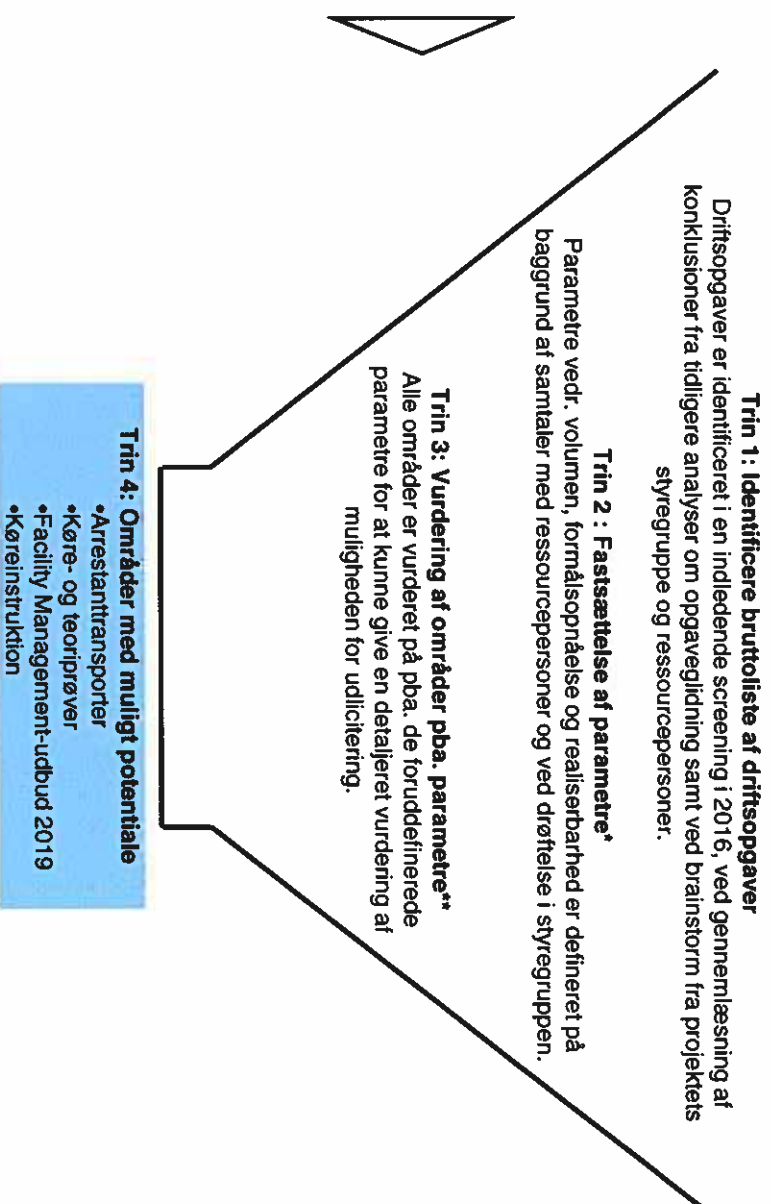 Trin 1: Identificere bruttoliste af driftsopgaver
Driftsopgaver er identificeret i en indledende screening i 2016, ved gennemlæsning af
konklusioner fra tidligere analyser om opgaveglidning samt ved brainstorm fra projektets
styregruppe og ressourcepersoner.
Trin 2 : Fastsættelse af parametre*
Parametre vedr. volumen, formålsopnåelse og realiserbarhed er defineret på
baggrund af samtaler med ressourcepersoner og ved drøftelse i styregruppen.
Trin 3: Vurdering af områder pba. parametre**
Alle områder er vurderet på pba. de foruddefinerede
parametre for at kunne give en detaljeret vurdering af
muligheden for udlicitering.
Trin 4: Områder med muligt potentiale
•Arrestanttransporter
•Køre- og teoriprøver
•Facility Management-udbud 2019
•Køreinstruktion